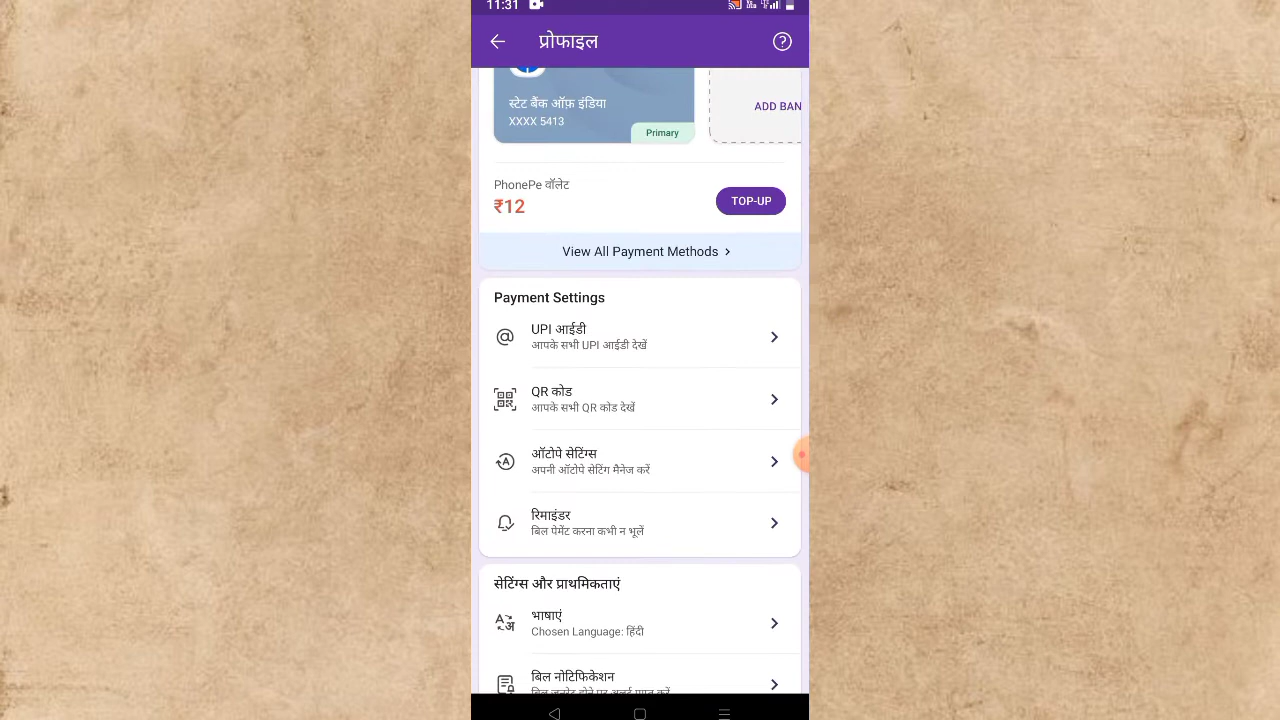 11:31
प्रोफाइल
स्टेट बैंक ऑफ़ इंडिया
XXXX 5413
Primary
ADD BAN
PhonePe वॉलेट
₹12
TOP-UP
View All Payment Methods
Payment Settings
UPI आईडी
आपके सभी UPI आईडी देखें
QR कोड
आपके सभी QR कोड देखें
ऑटोपे सेटिंग्स
अपनी ऑटोपे सेटिंग मैनेज करें
रिमाइंडर
बिल पेमेंट करना कभी न भूलें
सेटिंग्स और प्राथमिकताएं
भाषाएं
Chosen Language: हिंदी
बिल नोटिफिकेशन